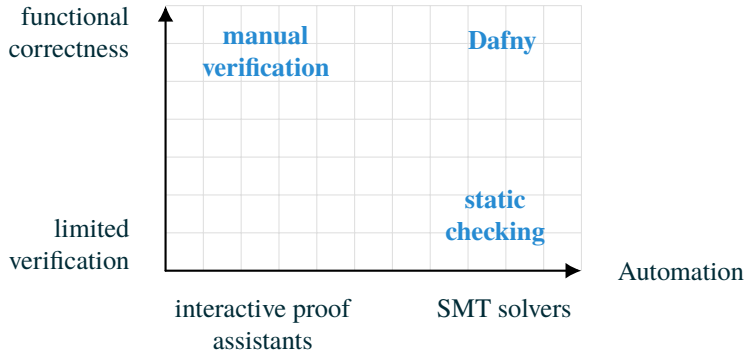 functional
correctness
manual
verification
Dafny
static
checking
limited
verification
Automation
interactive proof
assistants
SMT solvers